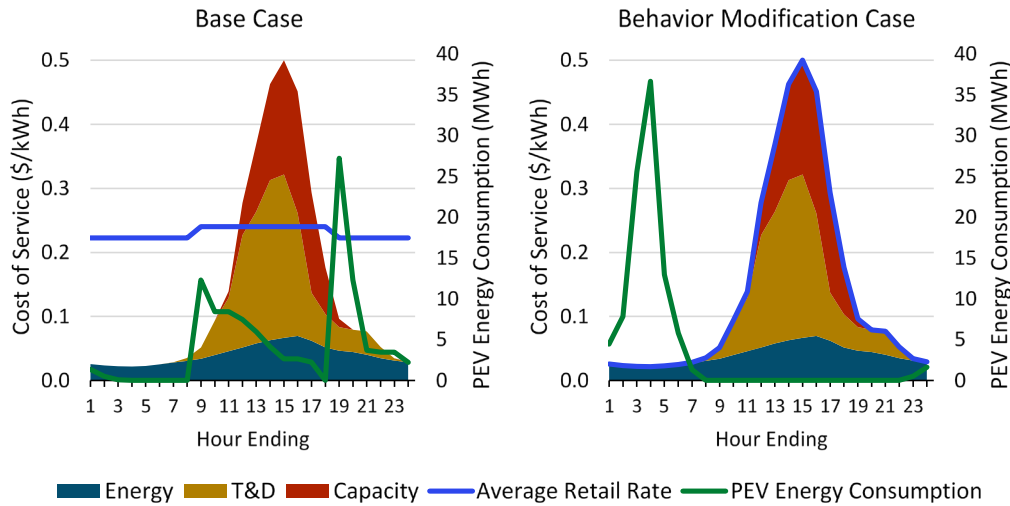 Base Case
Behavior Modification Case
Cost of Service ($/kWh)
0.5
0.4
0.3
0.2
0.1
0.0
40
35
30
25
20
15
10
5
0
PEV Energy Consumption (MWh)
1 3 5 7 9 11 13 15 17 19 21 23
Hour Ending
Cost of Service ($/kWh)
0.5
0.4
0.3
0.2
0.1
0.0
40
35
30
25
20
15
10
5
0
PEV Energy Consumption (MWh)
1 3 5 7 9 11 13 15 17 19 21 23
Hour Ending
Energy T&D Capacity Average Retail Rate PEV Energy Consumption